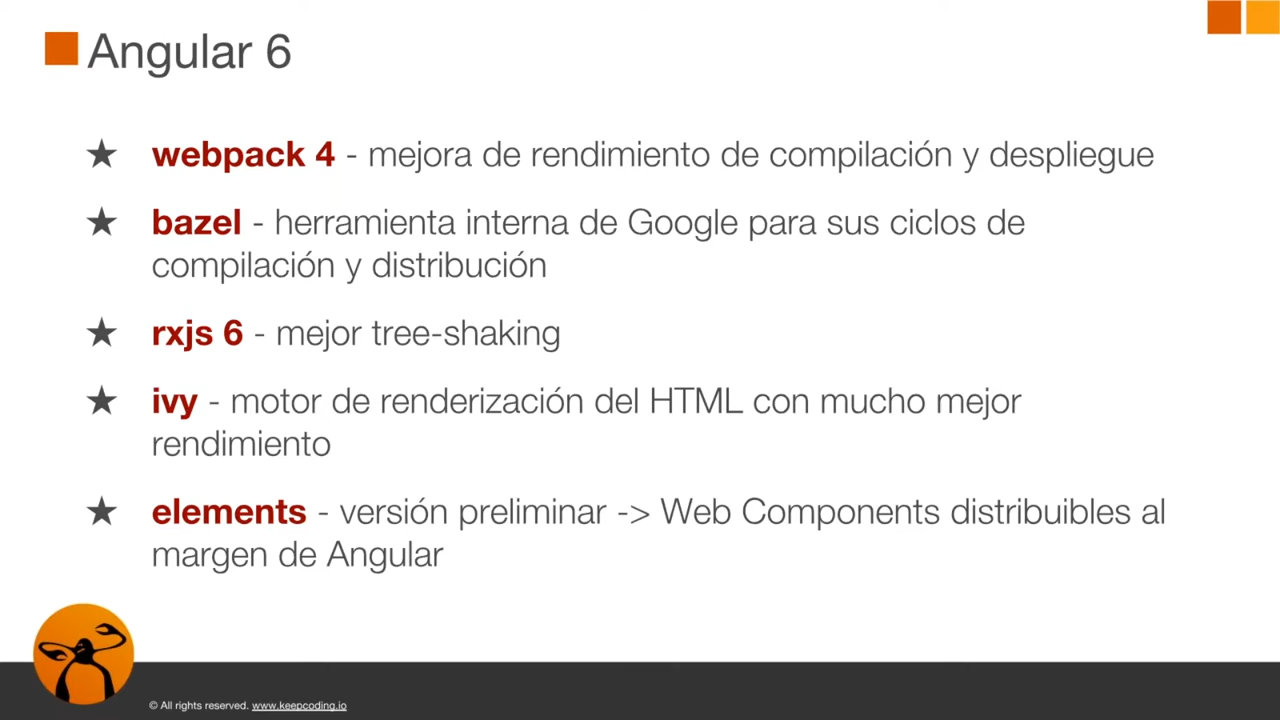 Angular 6
★ webpack 4 - mejora de rendimiento de compilación y despliegue
★ bazel - herramienta interna de Google para sus ciclos de
compilación y distribución
★ rxjs 6 - mejor tree-shaking
★ ivy - motor de renderización del HTML con mucho mejor
rendimiento
★ elements - versión preliminar -> Web Components distribuibles al
margen de Angular
© All rights reserved. www.keepcoding.io